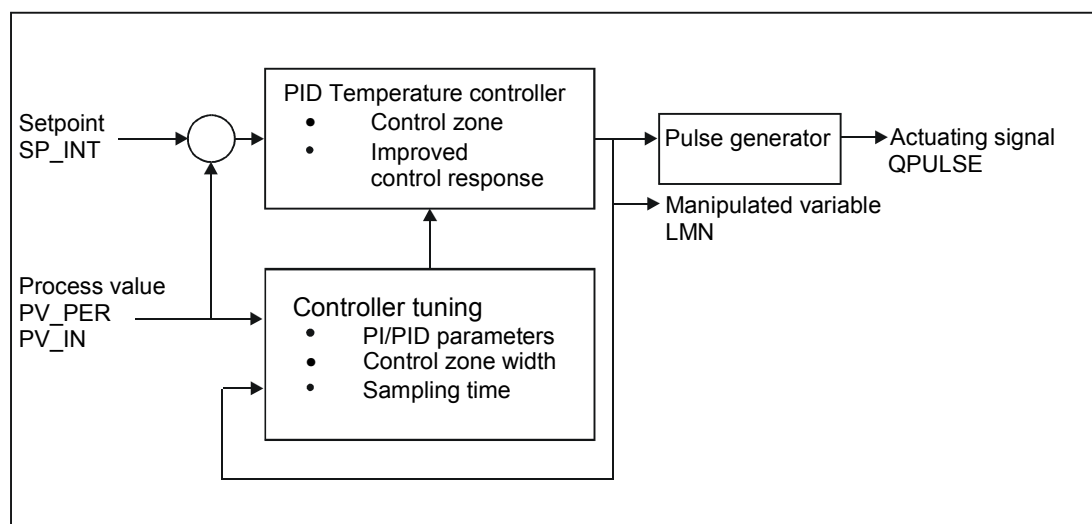 Setpoint
SP_INT
PID Temperature controller
• Control zone
• Improved
control response
Pulse generator
Actuating signal
QPULSE
Manipulated variable
LMN
Process value
PV_PER
PV_IN
Controller tuning
• PI/PID parameters
• Control zone width
• Sampling time